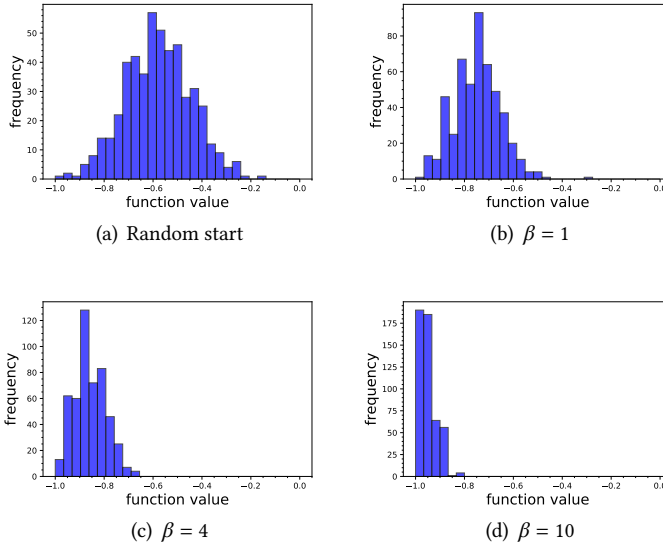 50
40
30
20
10
0
frequency
−1.0 −0.8 −0.6 −0.4 −0.2 0.0
function value
(a) Random start
80
60
40
20
0
frequency
−1.0 −0.8 −0.6 −0.4 −0.2 0.0
function value
(b) β = 1
120
100
80
60
40
20
0
frequency
−1.0 −0.8 −0.6 −0.4 −0.2 0.0
function value
(c) β = 4
175
150
125
100
75
50
25
0
frequency
−1.0 −0.8 −0.6 −0.4 −0.2 0.0
function value
(d) β = 10